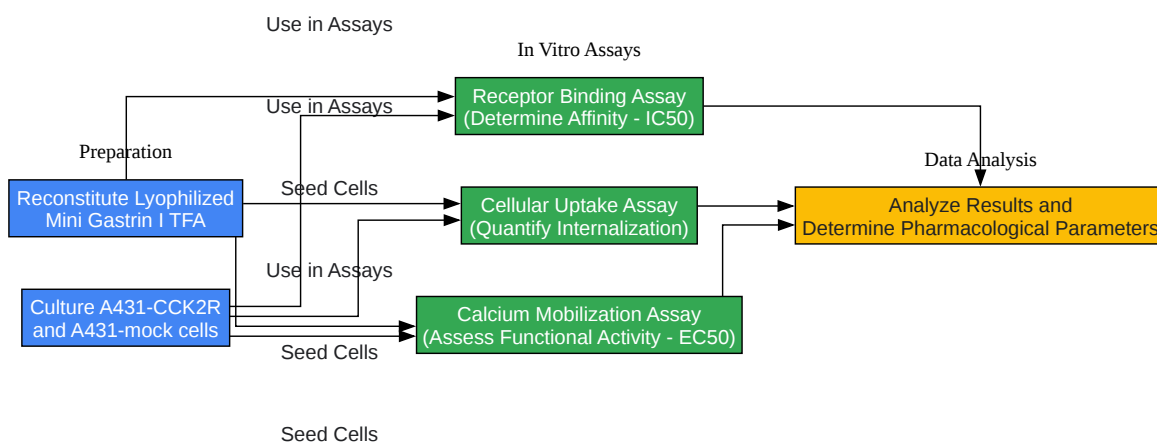 Use in Assays
In Vitro Assays
Receptor Binding Assay
(Determine Affinity - IC50)
Use in Assays
Preparation
Data Analysis
Reconstitute Lyophilized
Mini Gastrin I TFA
Seed Cells
Cellular Uptake Assay
(Quantify Internalization)
Analyze Results and
Determine Pharmacological Parameters
Use in Assays
Culture A431-CCK2R
and A431-mock cells
Calcium Mobilization Assay
(Assess Functional Activity - EC50)
Seed Cells
Seed Cells